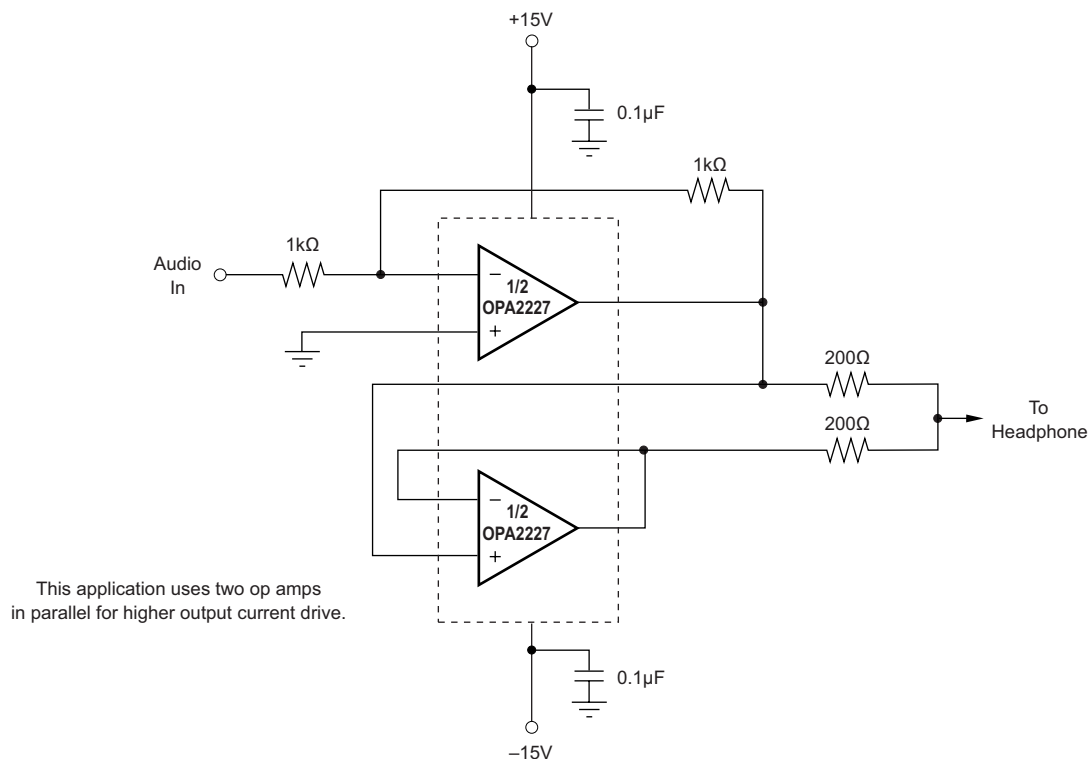 +15V
0.1µF
1kΩ
1kΩ
Audio
In
–
1/2
OPA2227
+
200Ω
To
Headphone
200Ω
–
1/2
OPA2227
+
This application uses two op amps
in parallel for higher output current drive.
0.1µF
–15V